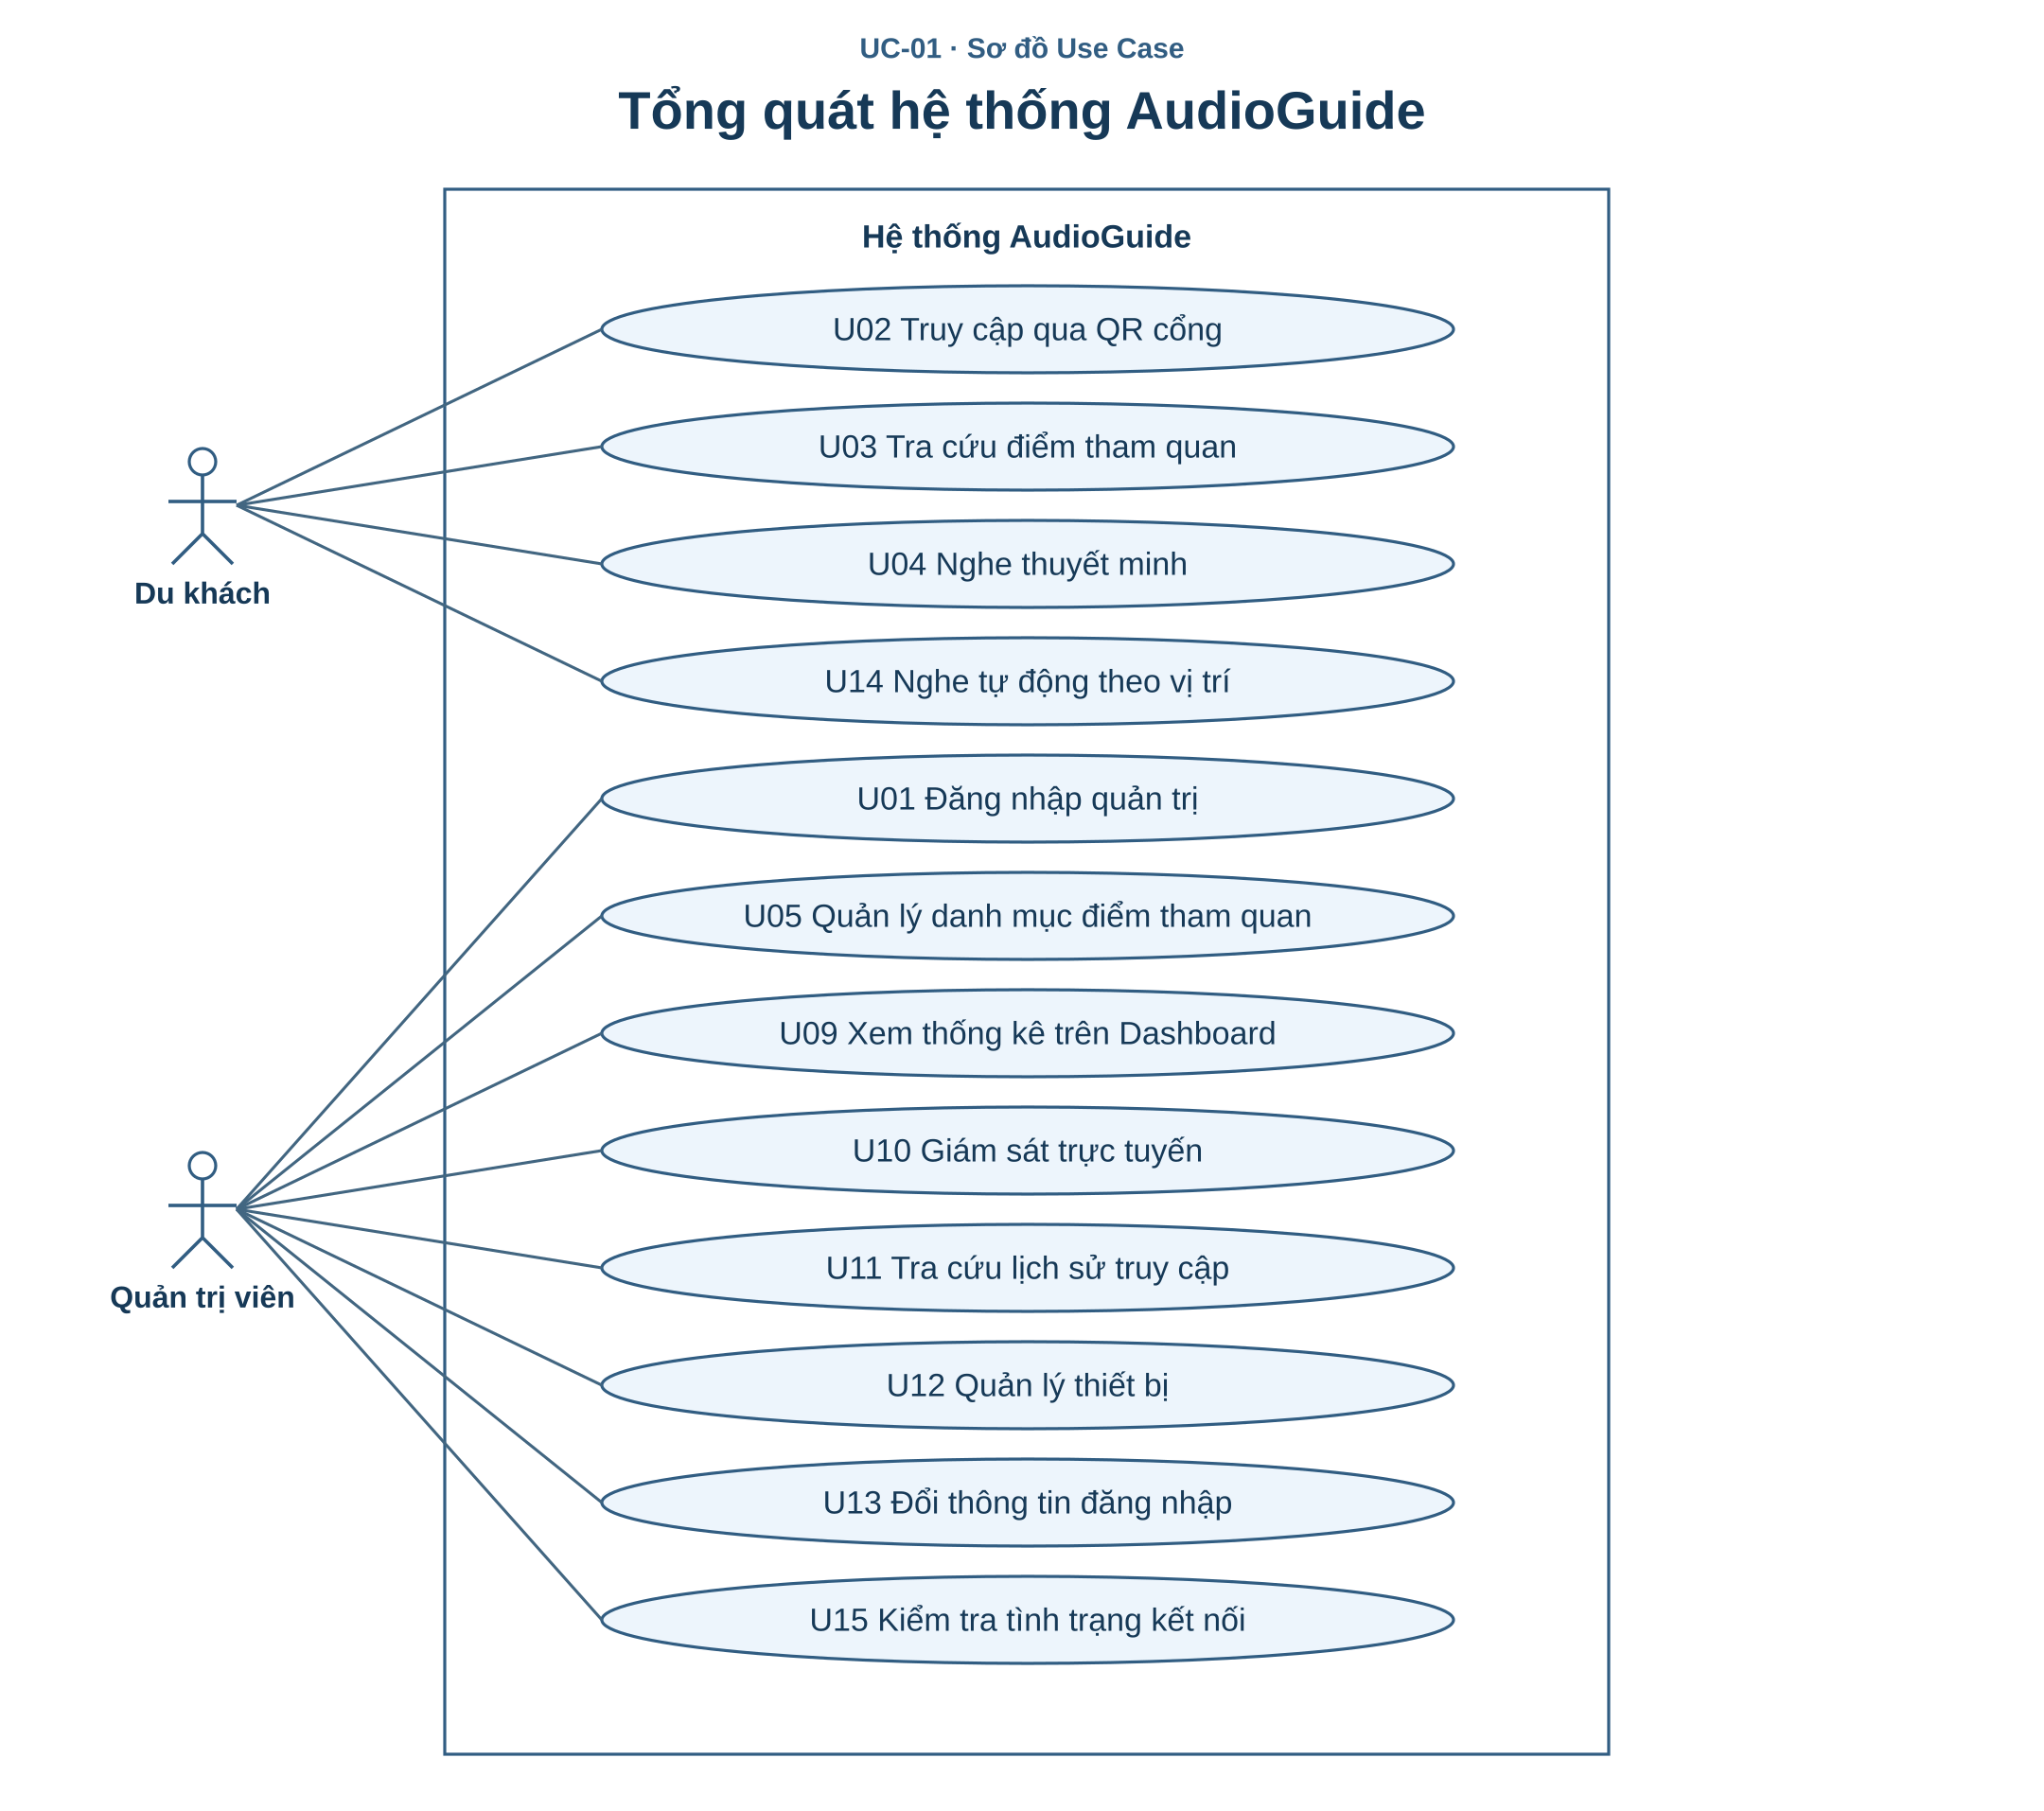 UC-01 · Sơ đồ Use Case
Tổng quát hệ thống AudioGuide
Hệ thống AudioGuide
U02 Truy cập qua QR cổng
U03 Tra cứu điểm tham quan
U04 Nghe thuyết minh
Du khách
U14 Nghe tự động theo vị trí
U01 Đăng nhập quản trị
U05 Quản lý danh mục điểm tham quan
U09 Xem thống kê trên Dashboard
U10 Giám sát trực tuyến
U11 Tra cứu lịch sử truy cập
Quản trị viên
U12 Quản lý thiết bị
U13 Đổi thông tin đăng nhập
U15 Kiểm tra tình trạng kết nối